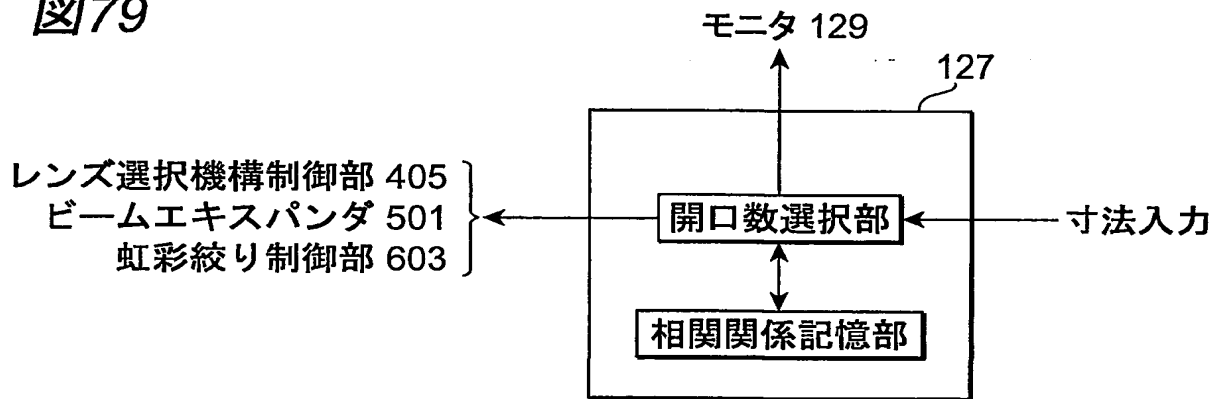 図79
モニタ 129
127
レンズ選択機構制御部 405
ビームエキスパンダ 501
虹彩絞り制御部 603
開口数選択部
寸法入力
相関関係記憶部